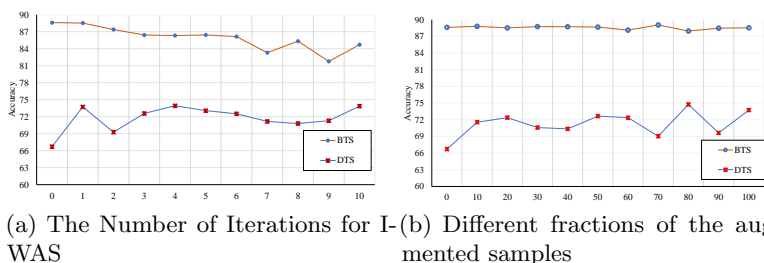 90
87
84
81
78
75
72
69
66
63
60
Accuracy
0 1 2 3 4 5 6 7 8 9 10
BTS
DTS
90
87
84
81
78
75
72
69
66
63
60
Accuracy
0 10 20 30 40 50 60 70 80 90 100
BTS
DTS
(a) The Number of Iterations for I-
WAS
(b) Different fractions of the aug
mented samples